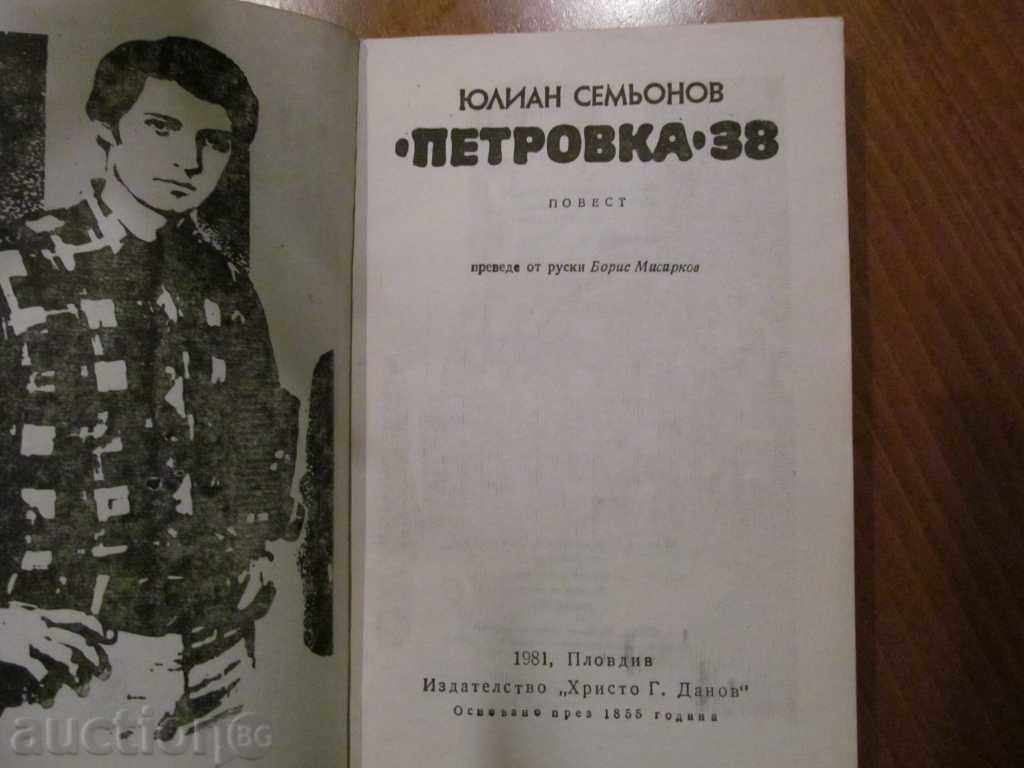 ЮЛИАН СЕМЬОНОВ
•ПЕТРОВКА•38
ПОВЕСТ
преведе от руски Борис Мисирков
1981, Пловдив
Издателство „Христо Г. Данов“
Основано през 1855 година
auction BG